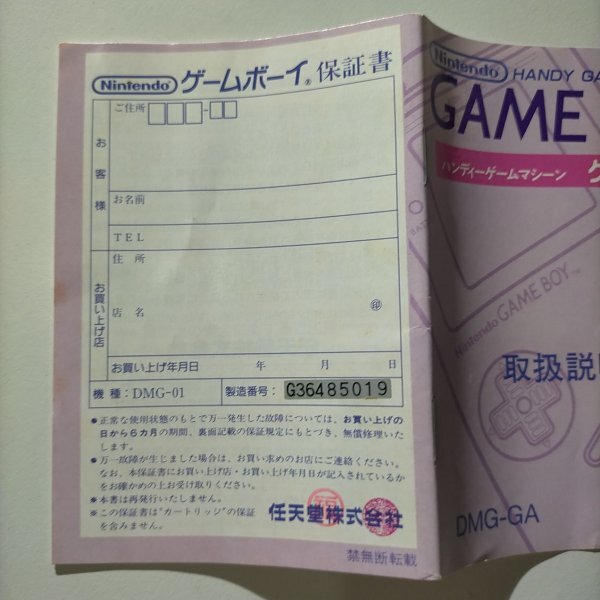 Nintendo ゲームボーイ® 保証書
お客様
ご住所
お名前
TEL
お買い上げ店
住所
店名
㊞
お買い上げ年月日 年 月 日
機種:DMG-01 製造番号: G36485019
●正常な使用状態のもとで万一発生した故障については、お買い上げの
日から6カ月の期間、裏面記載の保証規定にもとづき、無償修理いた
します。
●万一故障が生じました場合は、お買い求めのお店にご連絡ください。
なお、本保証書にお買い上げ店・お買い上げ年月日が記入されているか
をお確かめの上お受け取りください。
※本書は再発行いたしません。
※この保証書は"カートリッジ"の保証
を含みません。
任天堂株式会社
禁無断転載
Nintendo HANDY GA
GAME
ハンディーゲームマシーン
Nintendo GAME BOY™
取扱説
DMG-GA